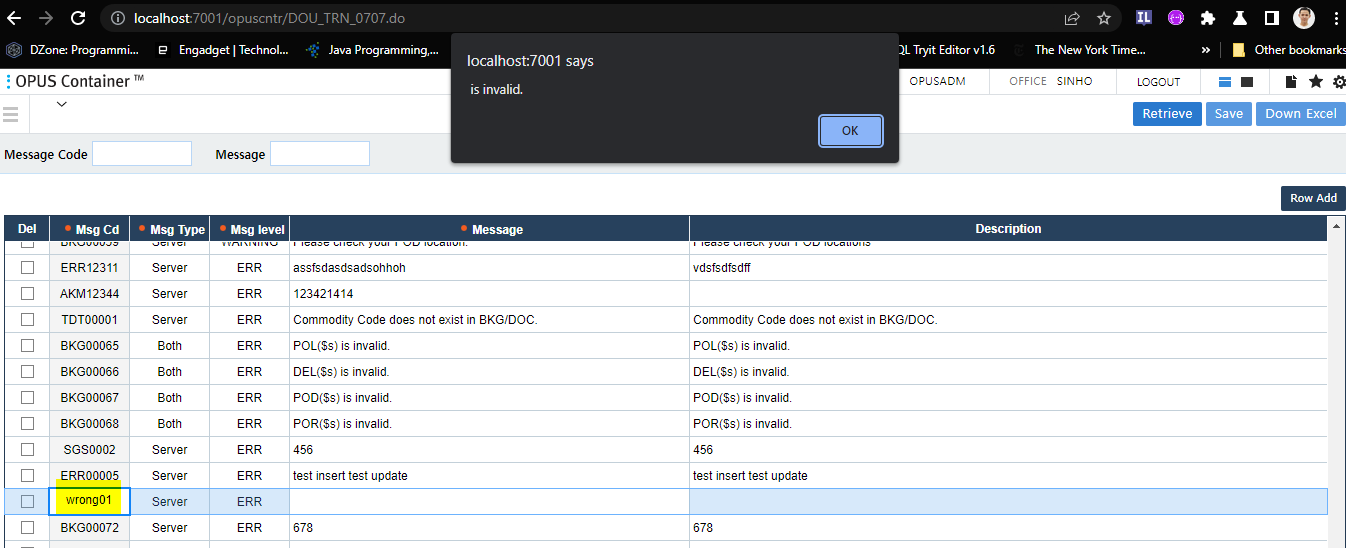 localhost:7001/opuscntr/DOU_TRN_0707.do
DZone: Programmi... Engadget | Technol... Java Programming,... QL Tryit Editor v1.6 The New York Time... » Other bookmarks
localhost:7001 says
is invalid.
OK
OPUS Container ™ OPUSADM OFFICE SINHO LOGOUT
Retrieve Save Down Excel
Message Code Message
Row Add
Del Msg Cd Msg Type Msg level Message Description
BKG00059 Server WARNING Please check your POD location. Please check your POD locations
ERR12311 Server ERR assfsdasdsadsohhoh vdsfsdfsdff
AKM12344 Server ERR 123421414
TDT00001 Server ERR Commodity Code does not exist in BKG/DOC. Commodity Code does not exist in BKG/DOC.
BKG00065 Both ERR POL($s) is invalid. POL($s) is invalid.
BKG00066 Both ERR DEL($s) is invalid. DEL($s) is invalid.
BKG00067 Both ERR POD($s) is invalid. POD($s) is invalid.
BKG00068 Both ERR POR($s) is invalid. POR($s) is invalid.
SGS0002 Server ERR 456 456
ERR00005 Server ERR test insert test update test insert test update
wrong01 Server ERR
BKG00072 Server ERR 678 678